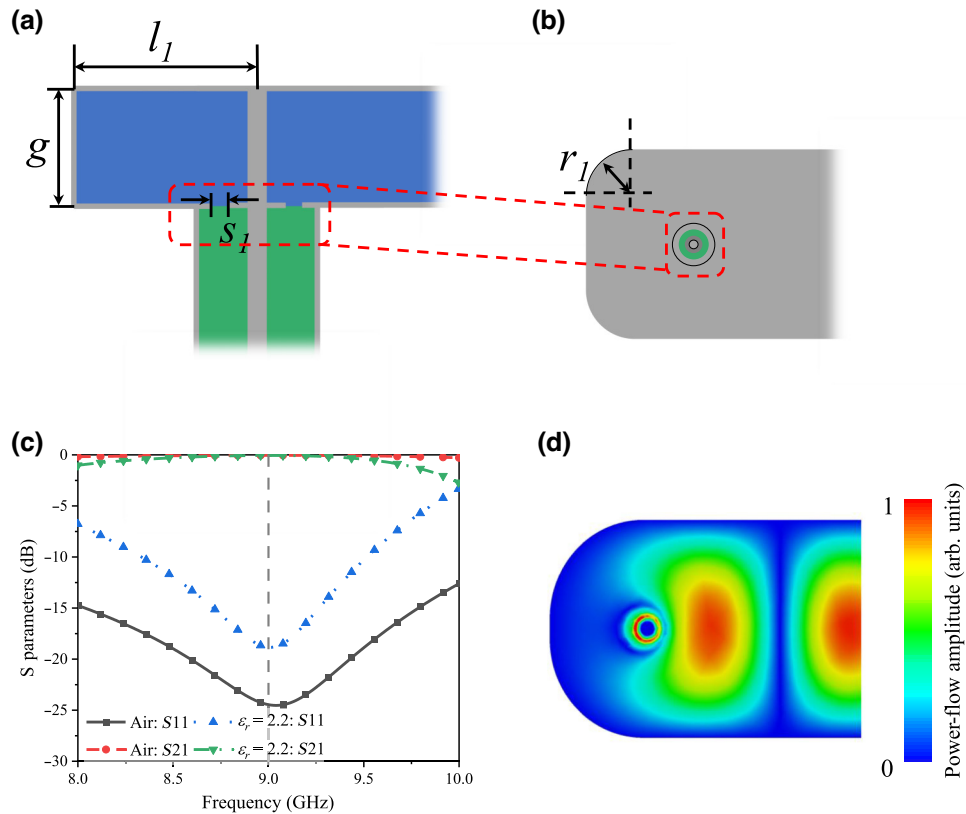 (a)
(b)
l1
g
s1
r1
(c)
(d)
0
−5
−10
−15
−20
−25
−30
S parameters (dB)
Air: S11
εr = 2.2: S11
Air: S21
εr = 2.2: S21
8.0 8.5 9.0 9.5 10.0
Frequency (GHz)
1
0
Power-flow amplitude (arb. units)